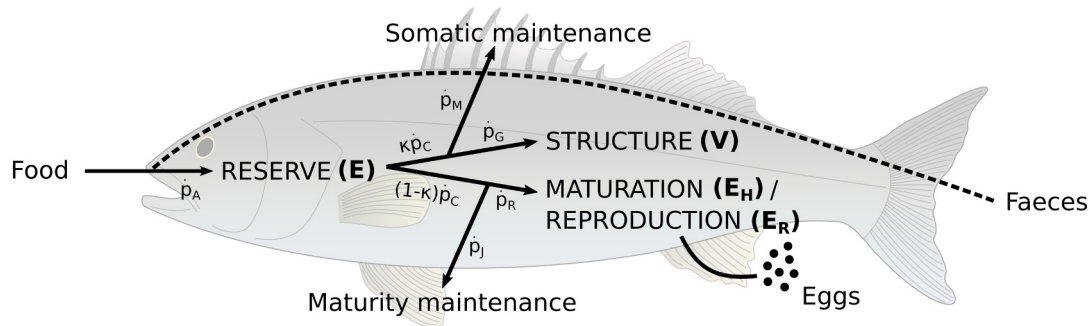 Somatic maintenance
ṗM
κṗC
ṗG
STRUCTURE (V)
Food
ṗA
RESERVE (E)
(1-κ)ṗC
ṗR
MATURATION (EH) /
REPRODUCTION (ER)
Faeces
ṗJ
Maturity maintenance
Eggs